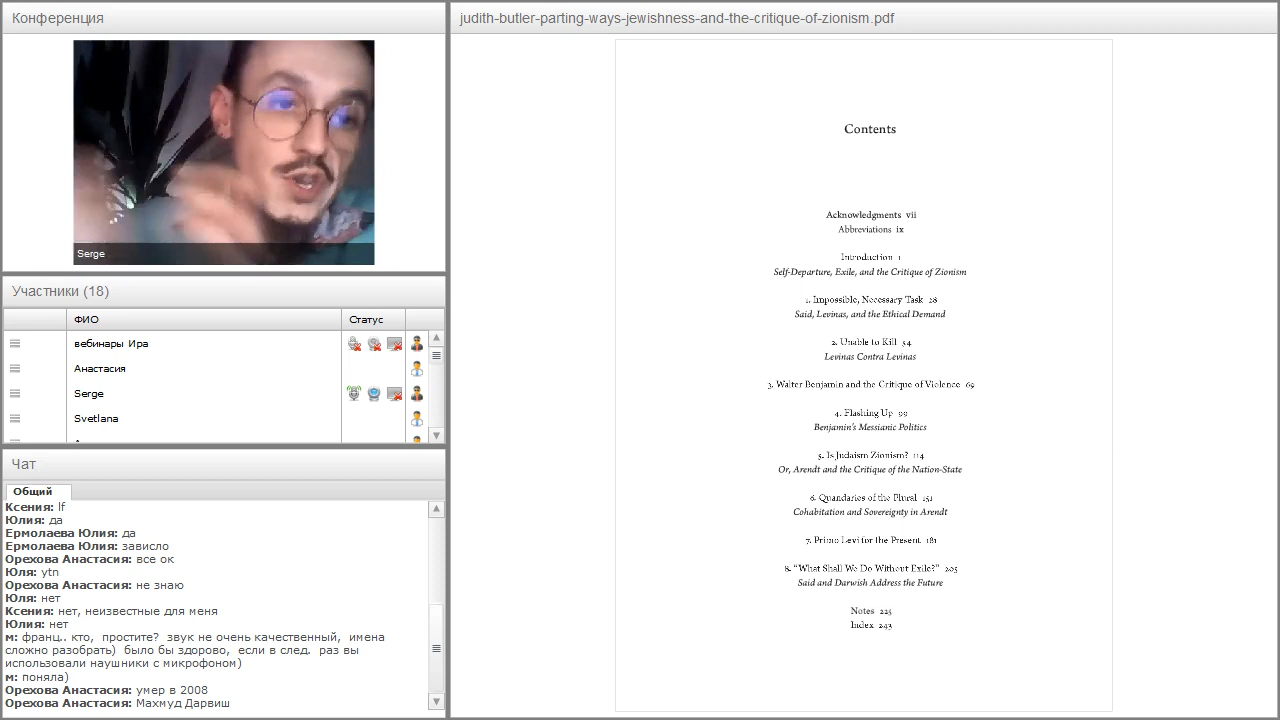 Конференция
Serge
Участники (18)
ФИО
Статус
вебинары Ира
Анастасия
Serge
Svetlana
Чат
Общий
Ксения: lf
Юлия: да
Ермолаева Юлия: да
Ермолаева Юлия: зависло
Орехова Анастасия: все ок
Юля: ytn
Орехова Анастасия: не знаю
Юля: нет
Ксения: нет, неизвестные для меня
Юлия: нет
м: франц.. кто, простите? звук не очень качественный, имена
сложно разобрать) было бы здорово, если в след. раз вы
использовали наушники с микрофоном)
м: поняла)
Орехова Анастасия: умер в 2008
Орехова Анастасия: Махмуд Дарвиш
judith-butler-parting-ways-jewishness-and-the-critique-of-zionism.pdf
Contents
Acknowledgments vii
Abbreviations ix
Introduction 1
Self-Departure, Exile, and the Critique of Zionism
1. Impossible, Necessary Task 28
Said, Levinas, and the Ethical Demand
2. Unable to Kill 54
Levinas Contra Levinas
3. Walter Benjamin and the Critique of Violence 69
4. Flashing Up 99
Benjamin's Messianic Politics
5. Is Judaism Zionism? 114
Or, Arendt and the Critique of the Nation-State
6. Quandaries of the Plural 151
Cohabitation and Sovereignty in Arendt
7. Primo Levi for the Present 181
8. “What Shall We Do Without Exile?” 205
Said and Darwish Address the Future
Notes 225
Index 243